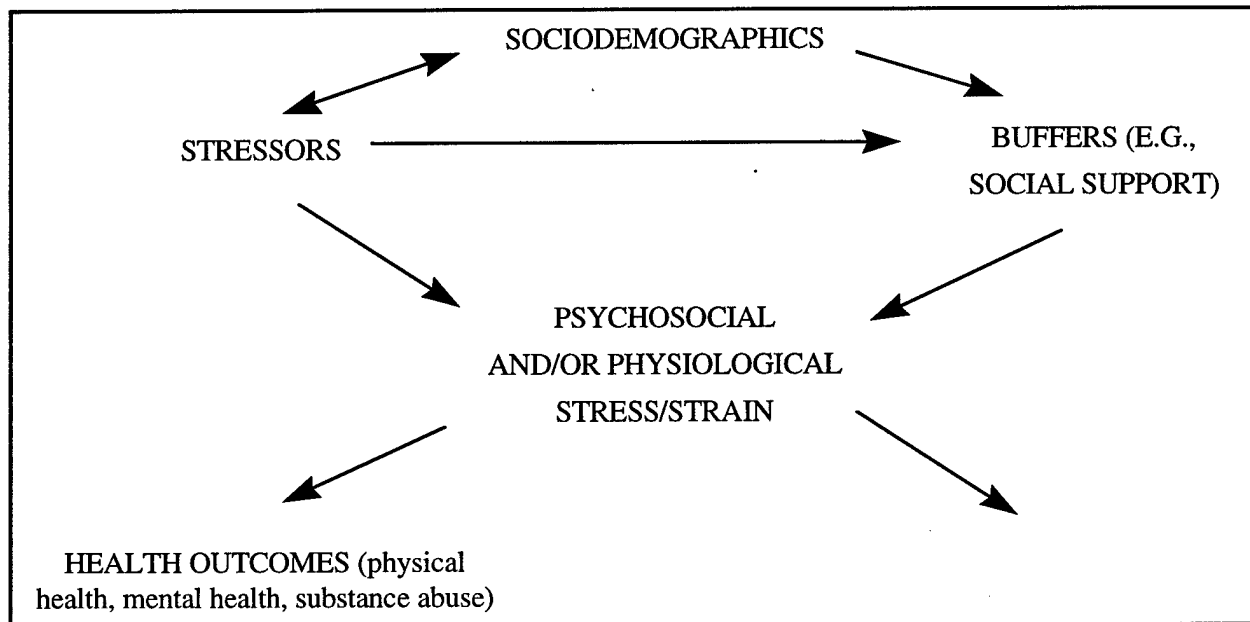 SOCIODEMOGRAPHICS
STRESSORS
BUFFERS (E.G.,
SOCIAL SUPPORT)
PSYCHOSOCIAL
AND/OR PHYSIOLOGICAL
STRESS/STRAIN
HEALTH OUTCOMES (physical
health, mental health, substance abuse)